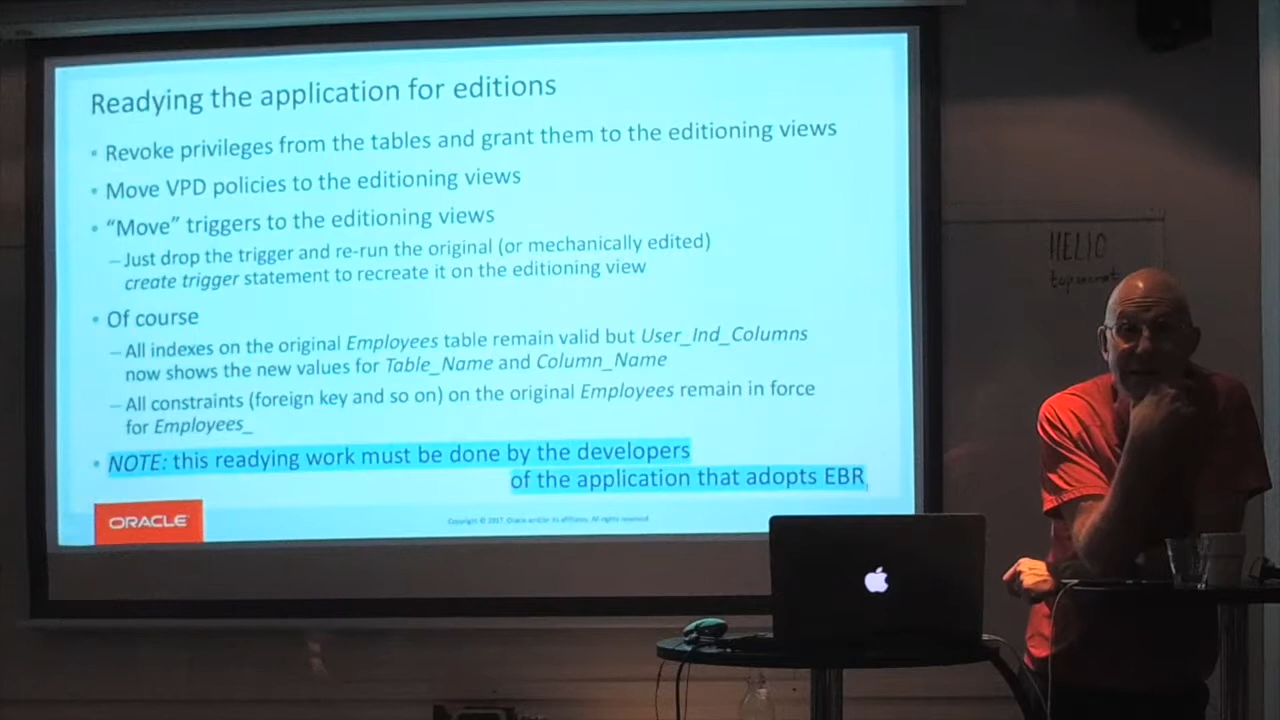 Readying the application for editions
• Revoke privileges from the tables and grant them to the editioning views
• Move VPD policies to the editioning views
• “Move” triggers to the editioning views
– Just drop the trigger and re-run the original (or mechanically edited)
create trigger statement to recreate it on the editioning view
• Of course
– All indexes on the original Employees table remain valid but User_Ind_Columns
now shows the new values for Table_Name and Column_Name
– All constraints (foreign key and so on) on the original Employees remain in force
for Employees_
• NOTE: this readying work must be done by the developers
of the application that adopts EBR
ORACLE
Copyright © 2017, Oracle and/or its affiliates. All rights reserved.
HELIO